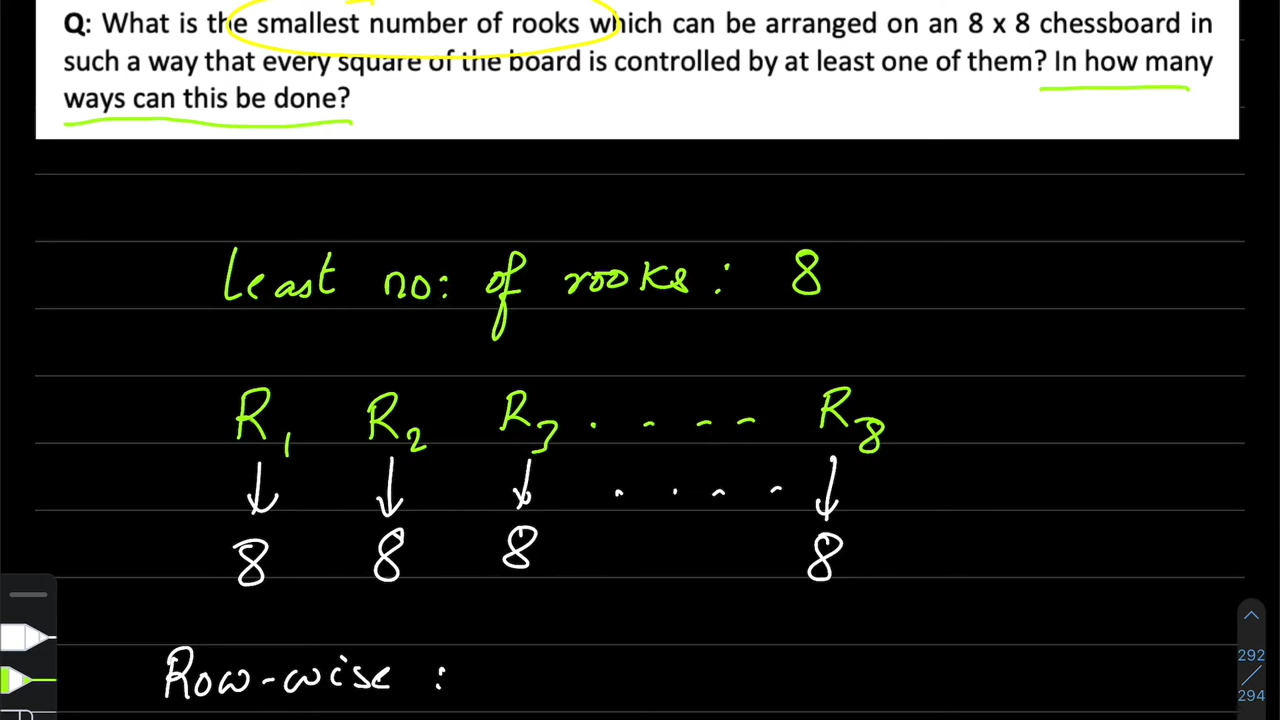 Q: What is the smallest number of rooks which can be arranged on an 8 x 8 chessboard in
such a way that every square of the board is controlled by at least one of them? In how many
ways can this be done?
Least no: of rooks : 8
R1 R2 R3 . - - - R8
8 8 8 8
Row-wise :
292
294